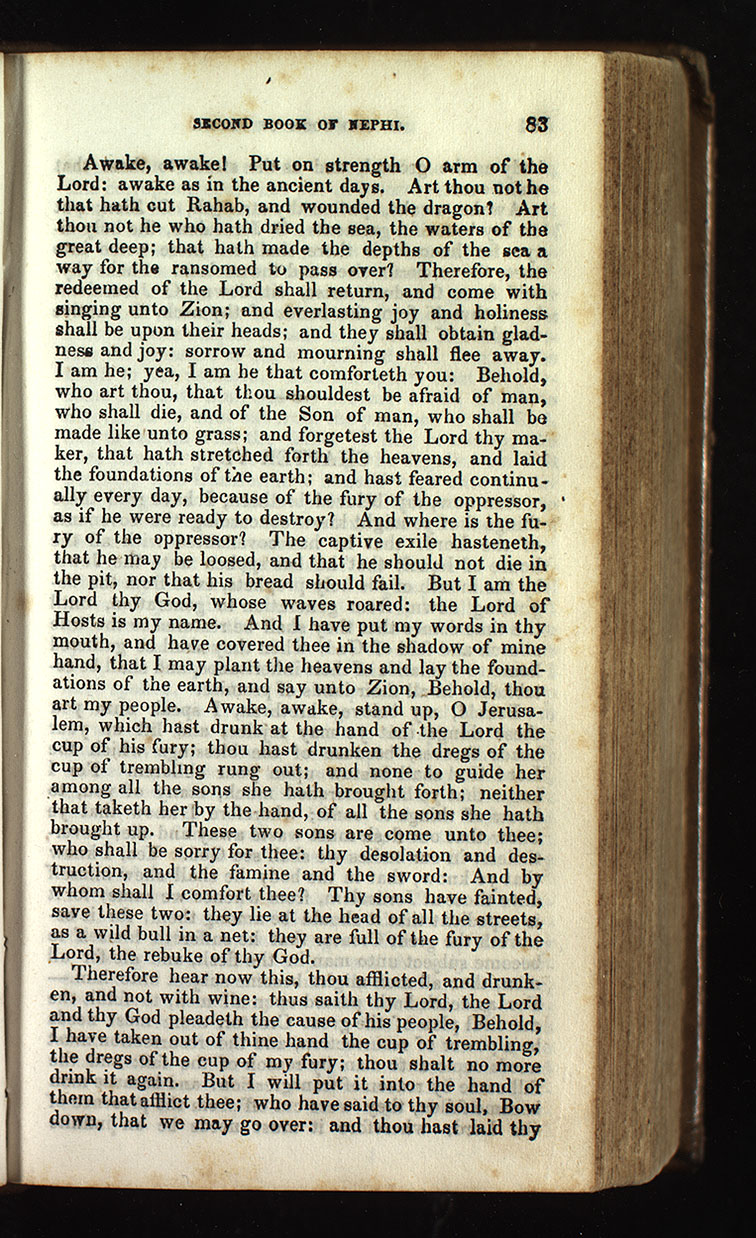 SECOND BOOK OF NEPHI. 83
Awake, awake! Put on strength O arm of the
Lord: awake as in the ancient days. Art thou not he
that hath cut Rahab, and wounded the dragon? Art
thou not he who hath dried the sea, the waters of the
great deep; that hath made the depths of the sea a
way for the ransomed to pass over? Therefore, the
redeemed of the Lord shall return, and come with
singing unto Zion; and everlasting joy and holiness
shall be upon their heads; and they shall obtain glad-
ness and joy: sorrow and mourning shall flee away.
I am he; yea, I am he that comforteth you: Behold,
who art thou, that thou shouldest be afraid of man,
who shall die, and of the Son of man, who shall be
made like unto grass; and forgetest the Lord thy ma-
ker, that hath stretched forth the heavens, and laid
the foundations of the earth; and hast feared continu-
ally every day, because of the fury of the oppressor,
as if he were ready to destroy? And where is the fu-
ry of the oppressor? The captive exile hasteneth,
that he may be loosed, and that he should not die in
the pit, nor that his bread should fail. But I am the
Lord thy God, whose waves roared: the Lord of
Hosts is my name. And I have put my words in thy
mouth, and have covered thee in the shadow of mine
hand, that I may plant the heavens and lay the found-
ations of the earth, and say unto Zion, Behold, thou
art my people. Awake, awake, stand up, O Jerusa-
lem, which hast drunk at the hand of the Lord the
cup of his fury; thou hast drunken the dregs of the
cup of trembling rung out; and none to guide her
among all the sons she hath brought forth; neither
that taketh her by the hand, of all the sons she hath
brought up. These two sons are come unto thee;
who shall be sorry for thee: thy desolation and des-
truction, and the famine and the sword: And by
whom shall I comfort thee? Thy sons have fainted,
save these two: they lie at the head of all the streets,
as a wild bull in a net: they are full of the fury of the
Lord, the rebuke of thy God.
Therefore hear now this, thou afflicted, and drunk-
en, and not with wine: thus saith thy Lord, the Lord
and thy God pleadeth the cause of his people, Behold,
I have taken out of thine hand the cup of trembling,
the dregs of the cup of my fury; thou shalt no more
drink it again. But I will put it into the hand of
them that afflict thee; who have said to thy soul, Bow
down, that we may go over: and thou hast laid thy